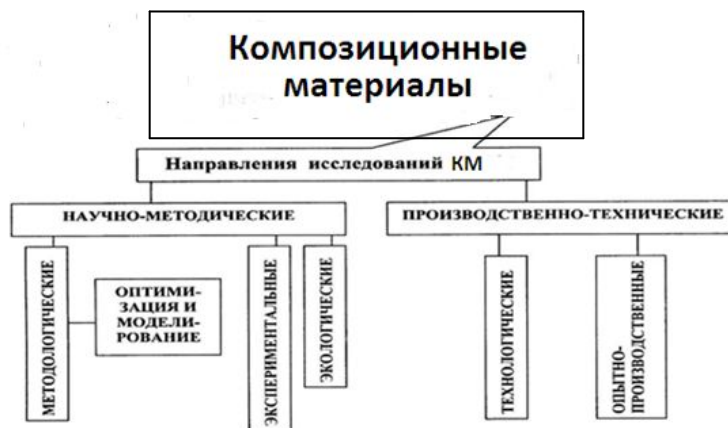 Композиционные
материалы
Направления исследований КМ
НАУЧНО-МЕТОДИЧЕСКИЕ
ПРОИЗВОДСТВЕННО-ТЕХНИЧЕСКИЕ
МЕТОДОЛОГИЧЕСКИЕ
ОПТИМИ-
ЗАЦИЯ И
МОДЕЛИ-
РОВАНИЕ
ЭКСПЕРИМЕНТАЛЬНЫЕ
ЭКОЛОГИЧЕСКИЕ
ТЕХНОЛОГИЧЕСКИЕ
ОПЫТНО-
ПРОИЗВОДСТВЕННЫЕ